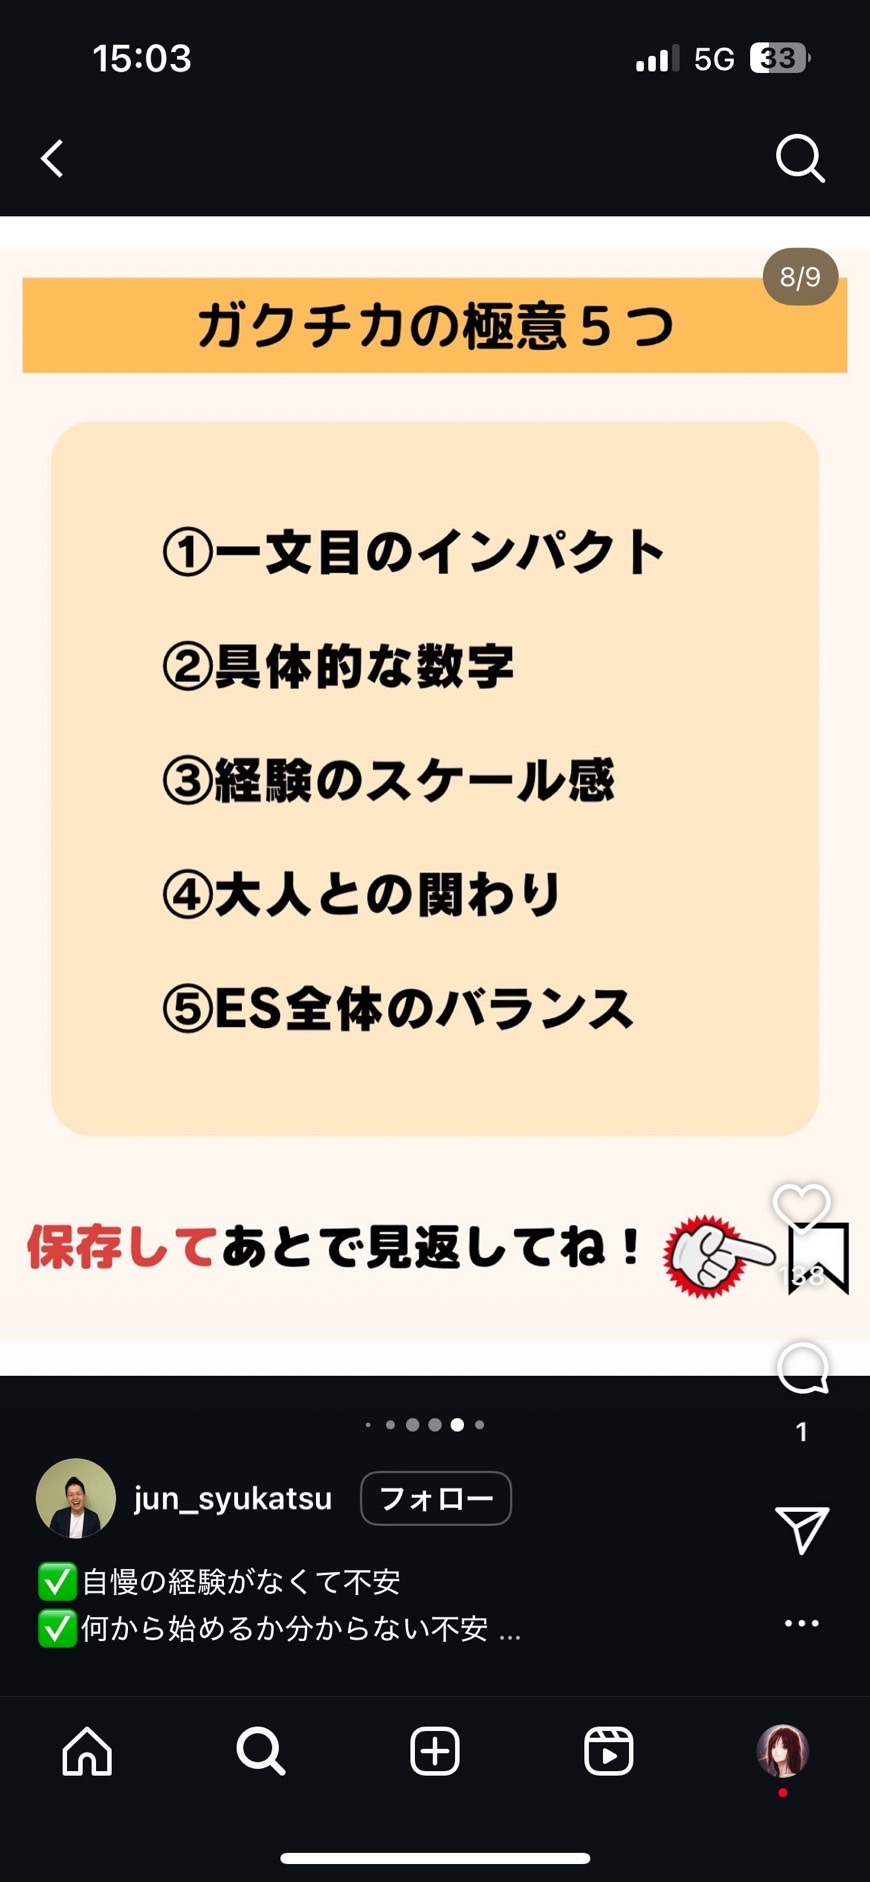 15:03
5G
33
8/9
ガクチカの極意5つ
①一文目のインパクト
②具体的な数字
③経験のスケール感
④大人との関わり
⑤ES全体のバランス
保存してあとで見返してね！
138
1
jun_syukatsu
フォロー
✅自慢の経験がなくて不安
✅何から始めるか分からない不安 ...